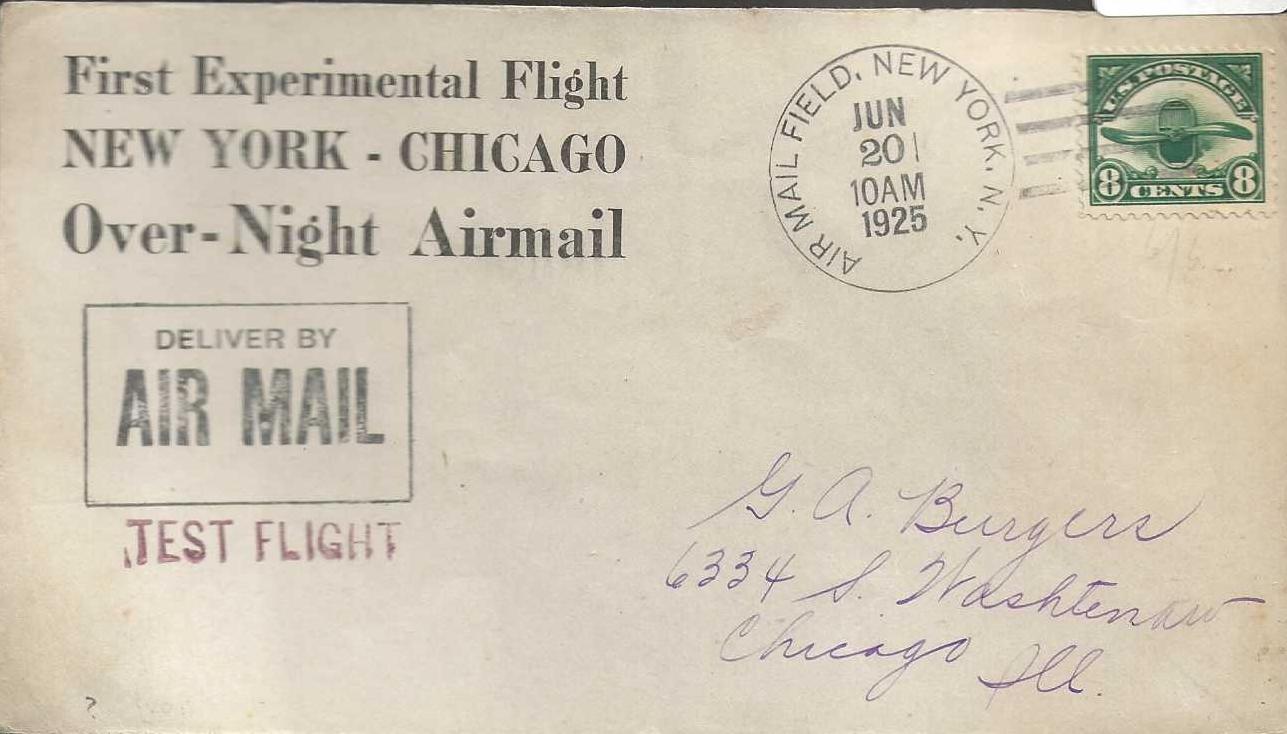 First Experimental Flight
NEW YORK - CHICAGO
Over-Night Airmail
AIR MAIL FIELD, NEW YORK, N. Y.
JUN
20
10AM
1925
U.S. POSTAGE
8 CENTS 8
DELIVER BY
AIR MAIL
TEST FLIGHT
G. A. Burgers
6334 S. Washtenaw
Chicago Ill.
?